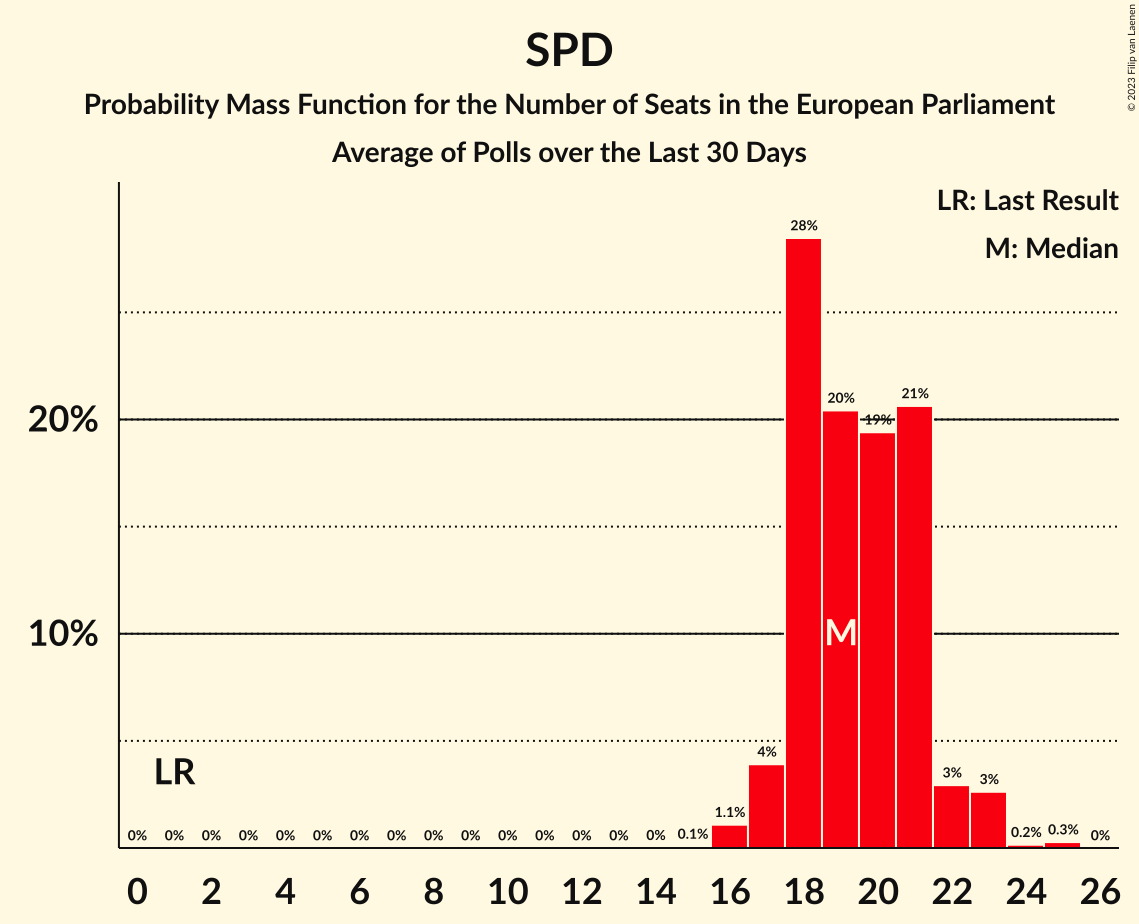 SPD
Probability Mass Function for the Number of Seats in the European Parliament
Average of Polls over the Last 30 Days
© 2023 Filip van Laenen
LR: Last Result
M: Median
28%
20%
19%
21%
20%
10%
M
LR
4%
3%
3%
1.1%
0% 0% 0% 0% 0% 0% 0% 0% 0% 0% 0% 0% 0% 0% 0% 0.1% 0.2% 0.3% 0%
0 2 4 6 8 10 12 14 16 18 20 22 24 26